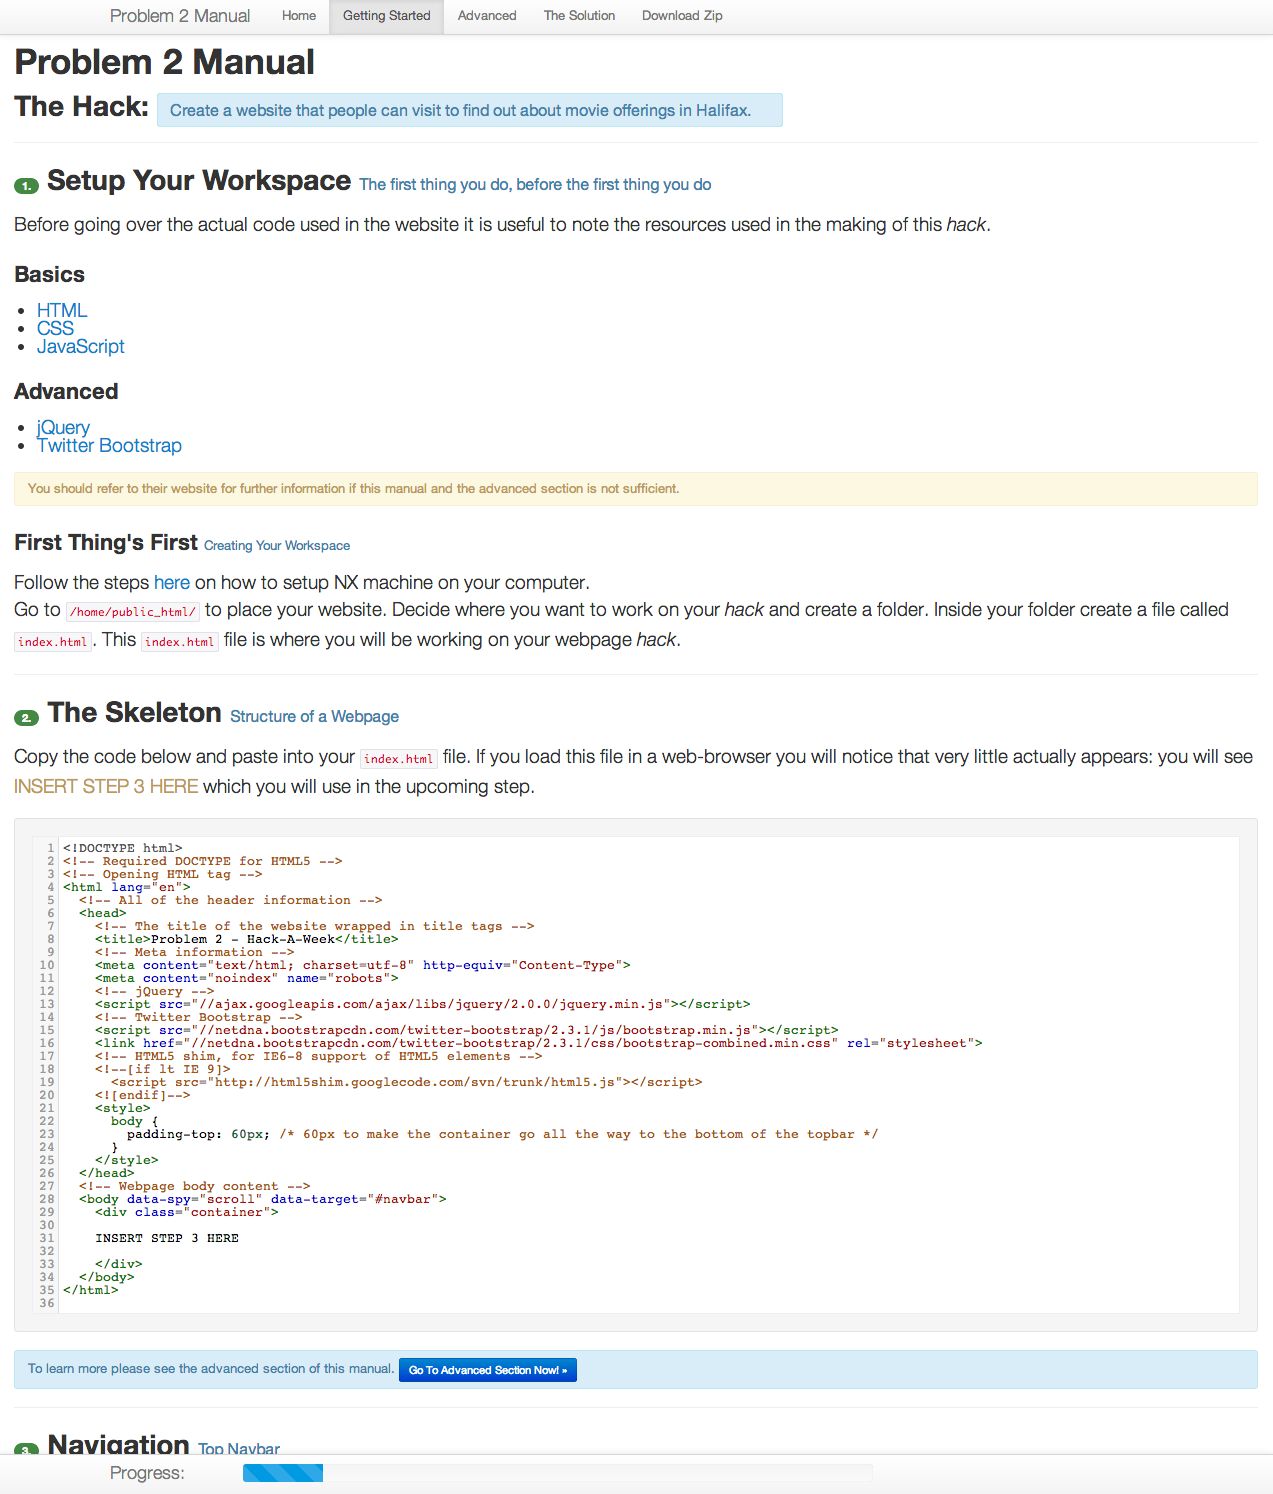 Problem 2 Manual Home Getting Started Advanced The Solution Download Zip
Problem 2 Manual
The Hack: Create a website that people can visit to find out about movie offerings in Halifax.
1. Setup Your Workspace The first thing you do, before the first thing you do
Before going over the actual code used in the website it is useful to note the resources used in the making of this hack.
Basics
HTML
CSS
JavaScript
Advanced
jQuery
Twitter Bootstrap
You should refer to their website for further information if this manual and the advanced section is not sufficient.
First Thing's First Creating Your Workspace
Follow the steps here on how to setup NX machine on your computer.
Go to /home/public_html/ to place your website. Decide where you want to work on your hack and create a folder. Inside your folder create a file called
index.html. This index.html file is where you will be working on your webpage hack.
2. The Skeleton Structure of a Webpage
Copy the code below and paste into your index.html file. If you load this file in a web-browser you will notice that very little actually appears: you will see
INSERT STEP 3 HERE which you will use in the upcoming step.
1 <!DOCTYPE html>
2 <!-- Required DOCTYPE for HTML5 -->
3 <!-- Opening HTML tag -->
4 <html lang="en">
5 <!-- All of the header information -->
6 <head>
7 <!-- The title of the website wrapped in title tags -->
8 <title>Problem 2 - Hack-A-Week</title>
9 <!-- Meta information -->
10 <meta content="text/html; charset=utf-8" http-equiv="Content-Type">
11 <meta content="noindex" name="robots">
12 <!-- jQuery -->
13 <script src="//ajax.googleapis.com/ajax/libs/jquery/2.0.0/jquery.min.js"></script>
14 <!-- Twitter Bootstrap -->
15 <script src="//netdna.bootstrapcdn.com/twitter-bootstrap/2.3.1/js/bootstrap.min.js"></script>
16 <link href="//netdna.bootstrapcdn.com/twitter-bootstrap/2.3.1/css/bootstrap-combined.min.css" rel="stylesheet">
17 <!-- HTML5 shim, for IE6-8 support of HTML5 elements -->
18 <!--[if lt IE 9]>
19 <script src="http://html5shim.googlecode.com/svn/trunk/html5.js"></script>
20 <![endif]-->
21 <style>
22 body {
23 padding-top: 60px; /* 60px to make the container go all the way to the bottom of the topbar */
24 }
25 </style>
26 </head>
27 <!-- Webpage body content -->
28 <body data-spy="scroll" data-target="#navbar">
29 <div class="container">
30
31 INSERT STEP 3 HERE
32
33 </div>
34 </body>
35 </html>
36
To learn more please see the advanced section of this manual. Go To Advanced Section Now! »
3. Navigation Top Navbar
Progress: